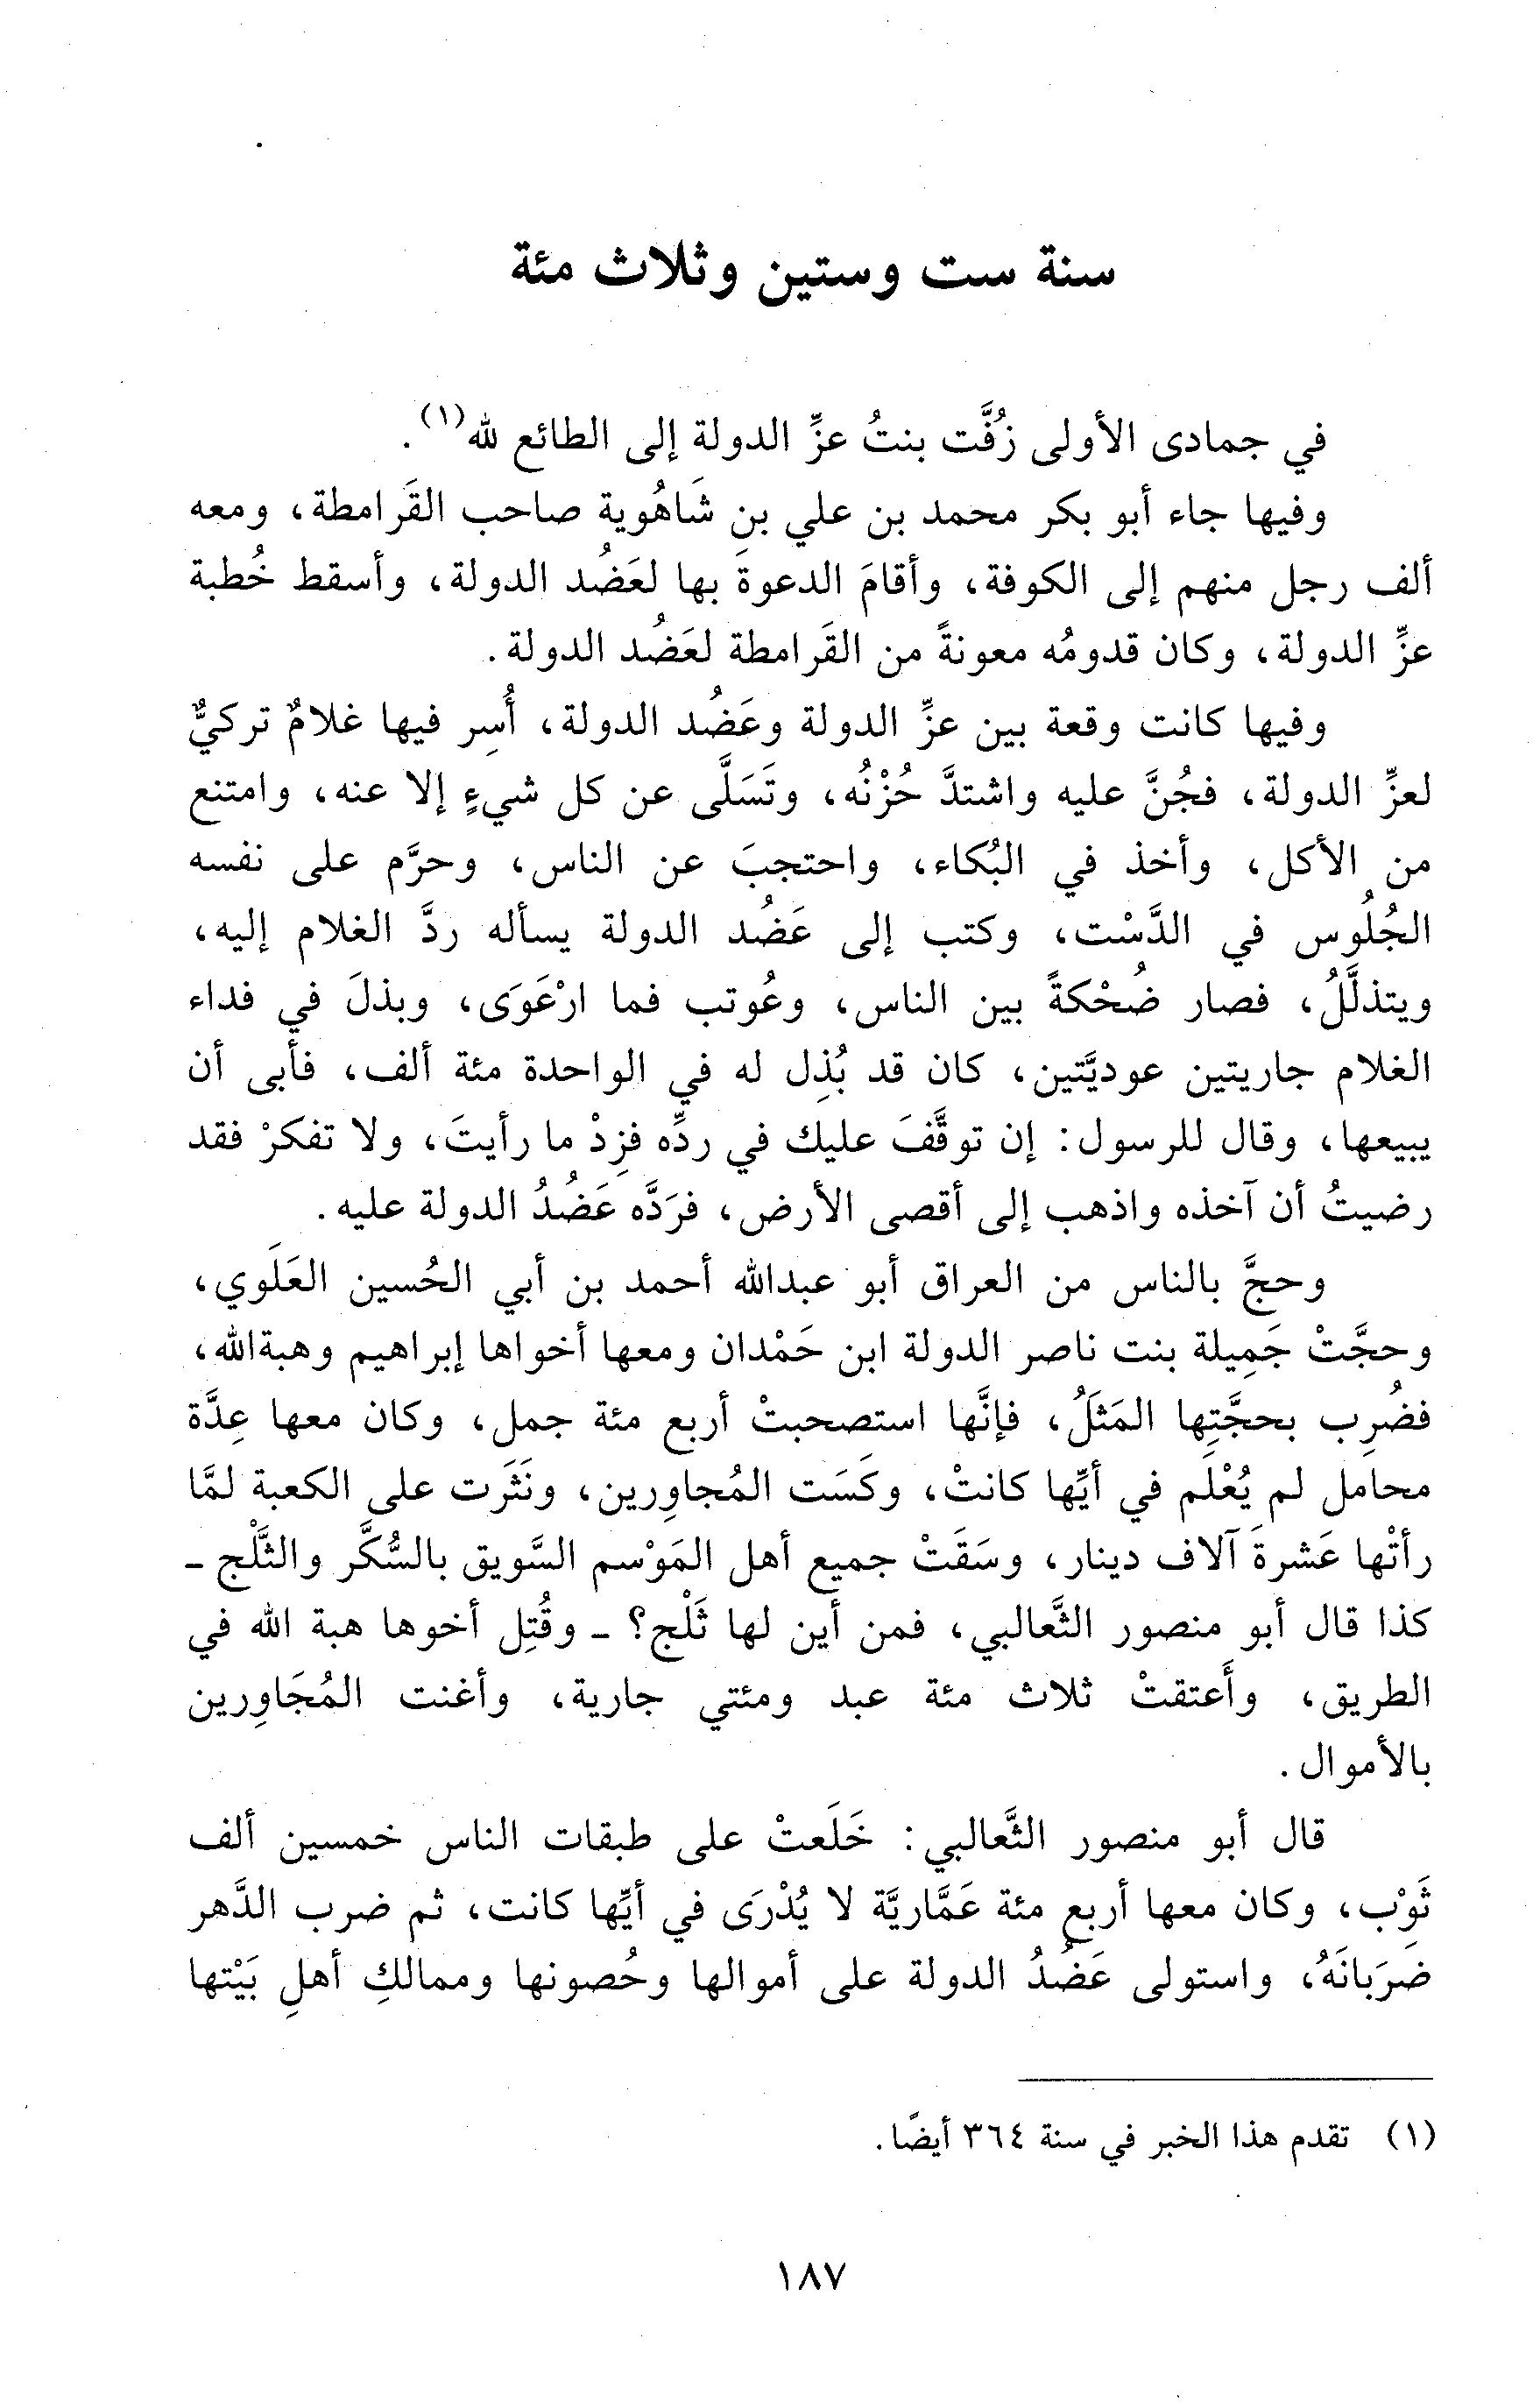 سنة ست وستين وثلاث مئة
في جمادى الأولى زُفَّت بنتُ عزِّ الدولة إلى الطائع لله(١).
وفيها جاء أبو بكر محمد بن علي بن شَاهُوية صاحب القَرامطة، ومعه
ألف رجل منهم إلى الكوفة، وأقامَ الدعوةَ بها لعَضُد الدولة، وأسقط خُطبة
عزِّ الدولة، وكان قدومُه معونةً من القَرامطة لعَضُد الدولة.
وفيها كانت وقعة بين عزِّ الدولة وعَضُد الدولة، أُسِر فيها غلامٌ تركيٌّ
لعزِّ الدولة، فجُنَّ عليه واشتدَّ حُزْنُه، وتَسَلَّى عن كل شيءٍ إلا عنه، وامتنع
من الأكل، وأخذ في البُكاء، واحتجبَ عن الناس، وحرَّم على نفسه
الجُلُوس في الدَّسْت، وكتب إلى عَضُد الدولة يسأله ردَّ الغلام إليه،
ويتذلَّلُ، فصار ضُحْكةً بين الناس، وعُوتب فما ارْعَوَى، وبذلَ في فداء
الغلام جاريتين عوديَّتين، كان قد بُذِل له في الواحدة مئة ألف، فأبى أن
يبيعها، وقال للرسول: إن توقَّفَ عليك في ردِّه فزِدْ ما رأيتَ، ولا تفكرْ فقد
رضيتُ أن آخذه واذهب إلى أقصى الأرض، فرَدَّه عَضُدُ الدولة عليه.
وحجَّ بالناس من العراق أبو عبدالله أحمد بن أبي الحُسين العَلَوي،
وحجَّتْ جَمِيلة بنت ناصر الدولة ابن حَمْدان ومعها أخواها إبراهيم وهبةالله،
فضُرِب بحجَّتِها المَثَلُ، فإنَّها استصحبتْ أربع مئة جمل، وكان معها عِدَّة
محامل لم يُعْلَم في أيِّها كانتْ، وكَسَت المُجاوِرين، ونَثَرت على الكعبة لمَّا
رأتْها عَشرةَ آلاف دينار، وسَقَتْ جميع أهل المَوْسم السَّويق بالسُّكَّر والثَّلْج -
كذا قال أبو منصور الثَّعالبي، فمن أين لها ثَلْج؟ - وقُتِل أخوها هبة الله في
الطريق، وأَعتقتْ ثلاث مئة عبد ومئتي جارية، وأغنت المُجَاوِرين
بالأموال.
قال أبو منصور الثَّعالبي: خَلَعتْ على طبقات الناس خمسين ألف
ثَوْبِ، وكان معها أربع مئة عَمَّاريَّة لا يُدْرَى في أيِّها كانت، ثم ضرب الدَّهر
ضَرَبانَهُ، واستولى عَضُدُ الدولة على أموالها وحُصونها وممالكِ أهلِ بَيْتها
(١) تقدم هذا الخبر في سنة ٣٦٤ أيضًا.
١٨٧